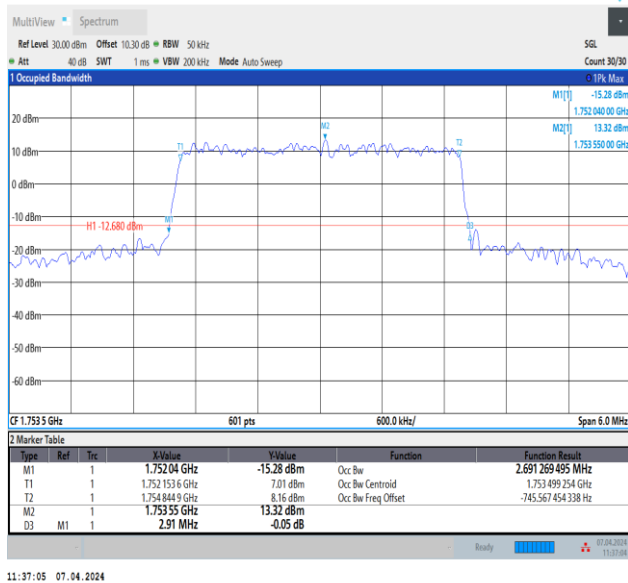 MultiView Spectrum
Ref Level 30.00 dBm Offset 10.30 dB RBW 50 kHz SGL
Att 40 dB SWT 1 ms VBW 200 kHz Mode Auto Sweep Count 30/30
1 Occupied Bandwidth 1Pk Max
M1[1] -15.28 dBm
1.752 040 00 GHz
M2[1] 13.32 dBm
1.753 550 00 GHz
20 dBm
M2
T1
T2
10 dBm
0 dBm
-10 dBm
M1
H1 -12.680 dBm
D3
-20 dBm
-30 dBm
-40 dBm
-50 dBm
-60 dBm
CF 1.753 5 GHz 601 pts 600.0 kHz/ Span 6.0 MHz
2 Marker Table
Type Ref Trc X-Value Y-Value Function Function Result
M1 1 1.752 04 GHz -15.28 dBm Occ Bw 2.691 269 495 MHz
T1 1 1.752 153 6 GHz 7.01 dBm Occ Bw Centroid 1.753 499 254 GHz
T2 1 1.754 844 9 GHz 8.16 dBm Occ Bw Freq Offset -745.567 454 338 Hz
M2 1 1.753 55 GHz 13.32 dBm
D3 M1 1 2.91 MHz -0.05 dB
Ready 07.04.2024
11:37:04
11:37:05 07.04.2024